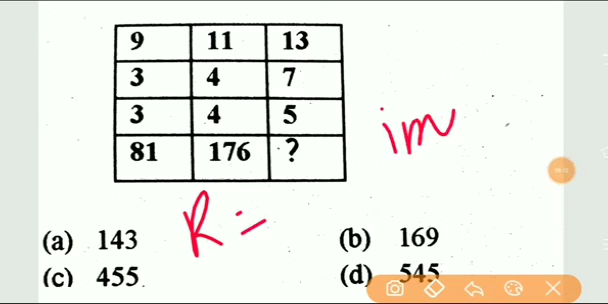 9 11 13
3 4 7
3 4 5
81 176 ?
im
R=
(a) 143 (b) 169
(c) 455. (d) 545